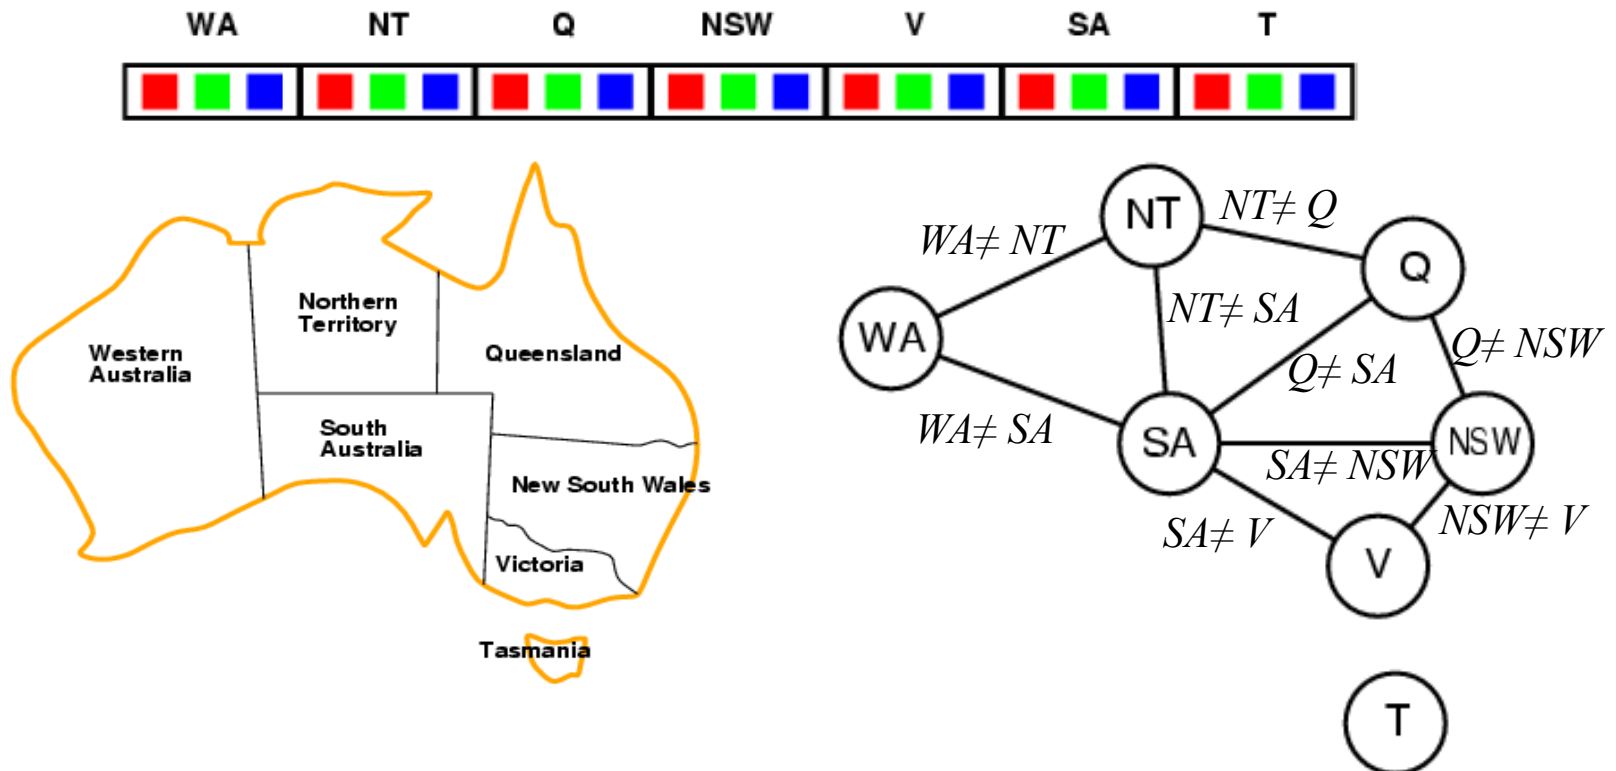 WA NT Q NSW V SA T
Northern
Territory
Western
Australia
Queensland
South
Australia
New South Wales
Victoria
Tasmania
NT
NT≠ Q
WA≠ NT
Q
NT≠ SA
WA
Q≠ NSW
Q≠ SA
WA≠ SA
SA
NSW
SA≠ NSW
SA≠ V
NSW≠ V
V
T